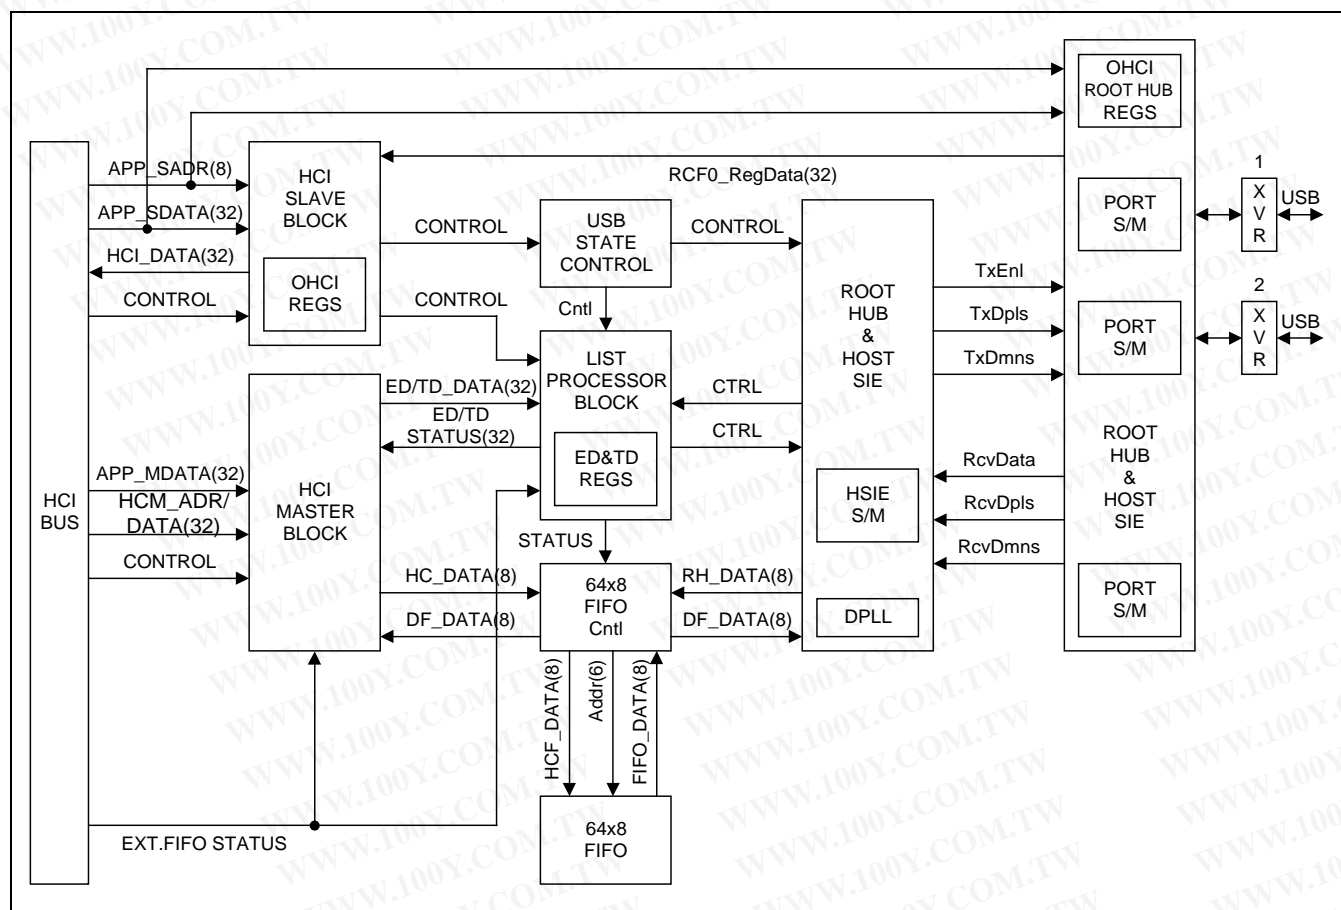 OHCI
ROOT HUB
REGS
HCI
BUS
APP_SADR(8)
APP_SDATA(32)
HCI_DATA(32)
CONTROL
HCI
SLAVE
BLOCK
OHCI
REGS
RCF0_RegData(32)
CONTROL
USB
STATE
CONTROL
CONTROL
CONTROL
Cntl
LIST
PROCESSOR
BLOCK
ED&TD
REGS
ED/TD_DATA(32)
ED/TD
STATUS(32)
CTRL
CTRL
APP_MDATA(32)
HCM_ADR/
DATA(32)
CONTROL
HCI
MASTER
BLOCK
STATUS
HC_DATA(8)
DF_DATA(8)
64x8
FIFO
Cntl
RH_DATA(8)
DF_DATA(8)
HCF_DATA(8)
Addr(6)
FIFO_DATA(8)
64x8
FIFO
EXT.FIFO STATUS
ROOT
HUB
&
HOST
SIE
HSIE
S/M
DPLL
TxEnl
TxDpls
TxDmns
RcvData
RcvDpls
RcvDmns
PORT
S/M
PORT
S/M
ROOT
HUB
&
HOST
SIE
PORT
S/M
1
X
V
R
USB
2
X
V
R
USB
WWW.100Y.COM.TW